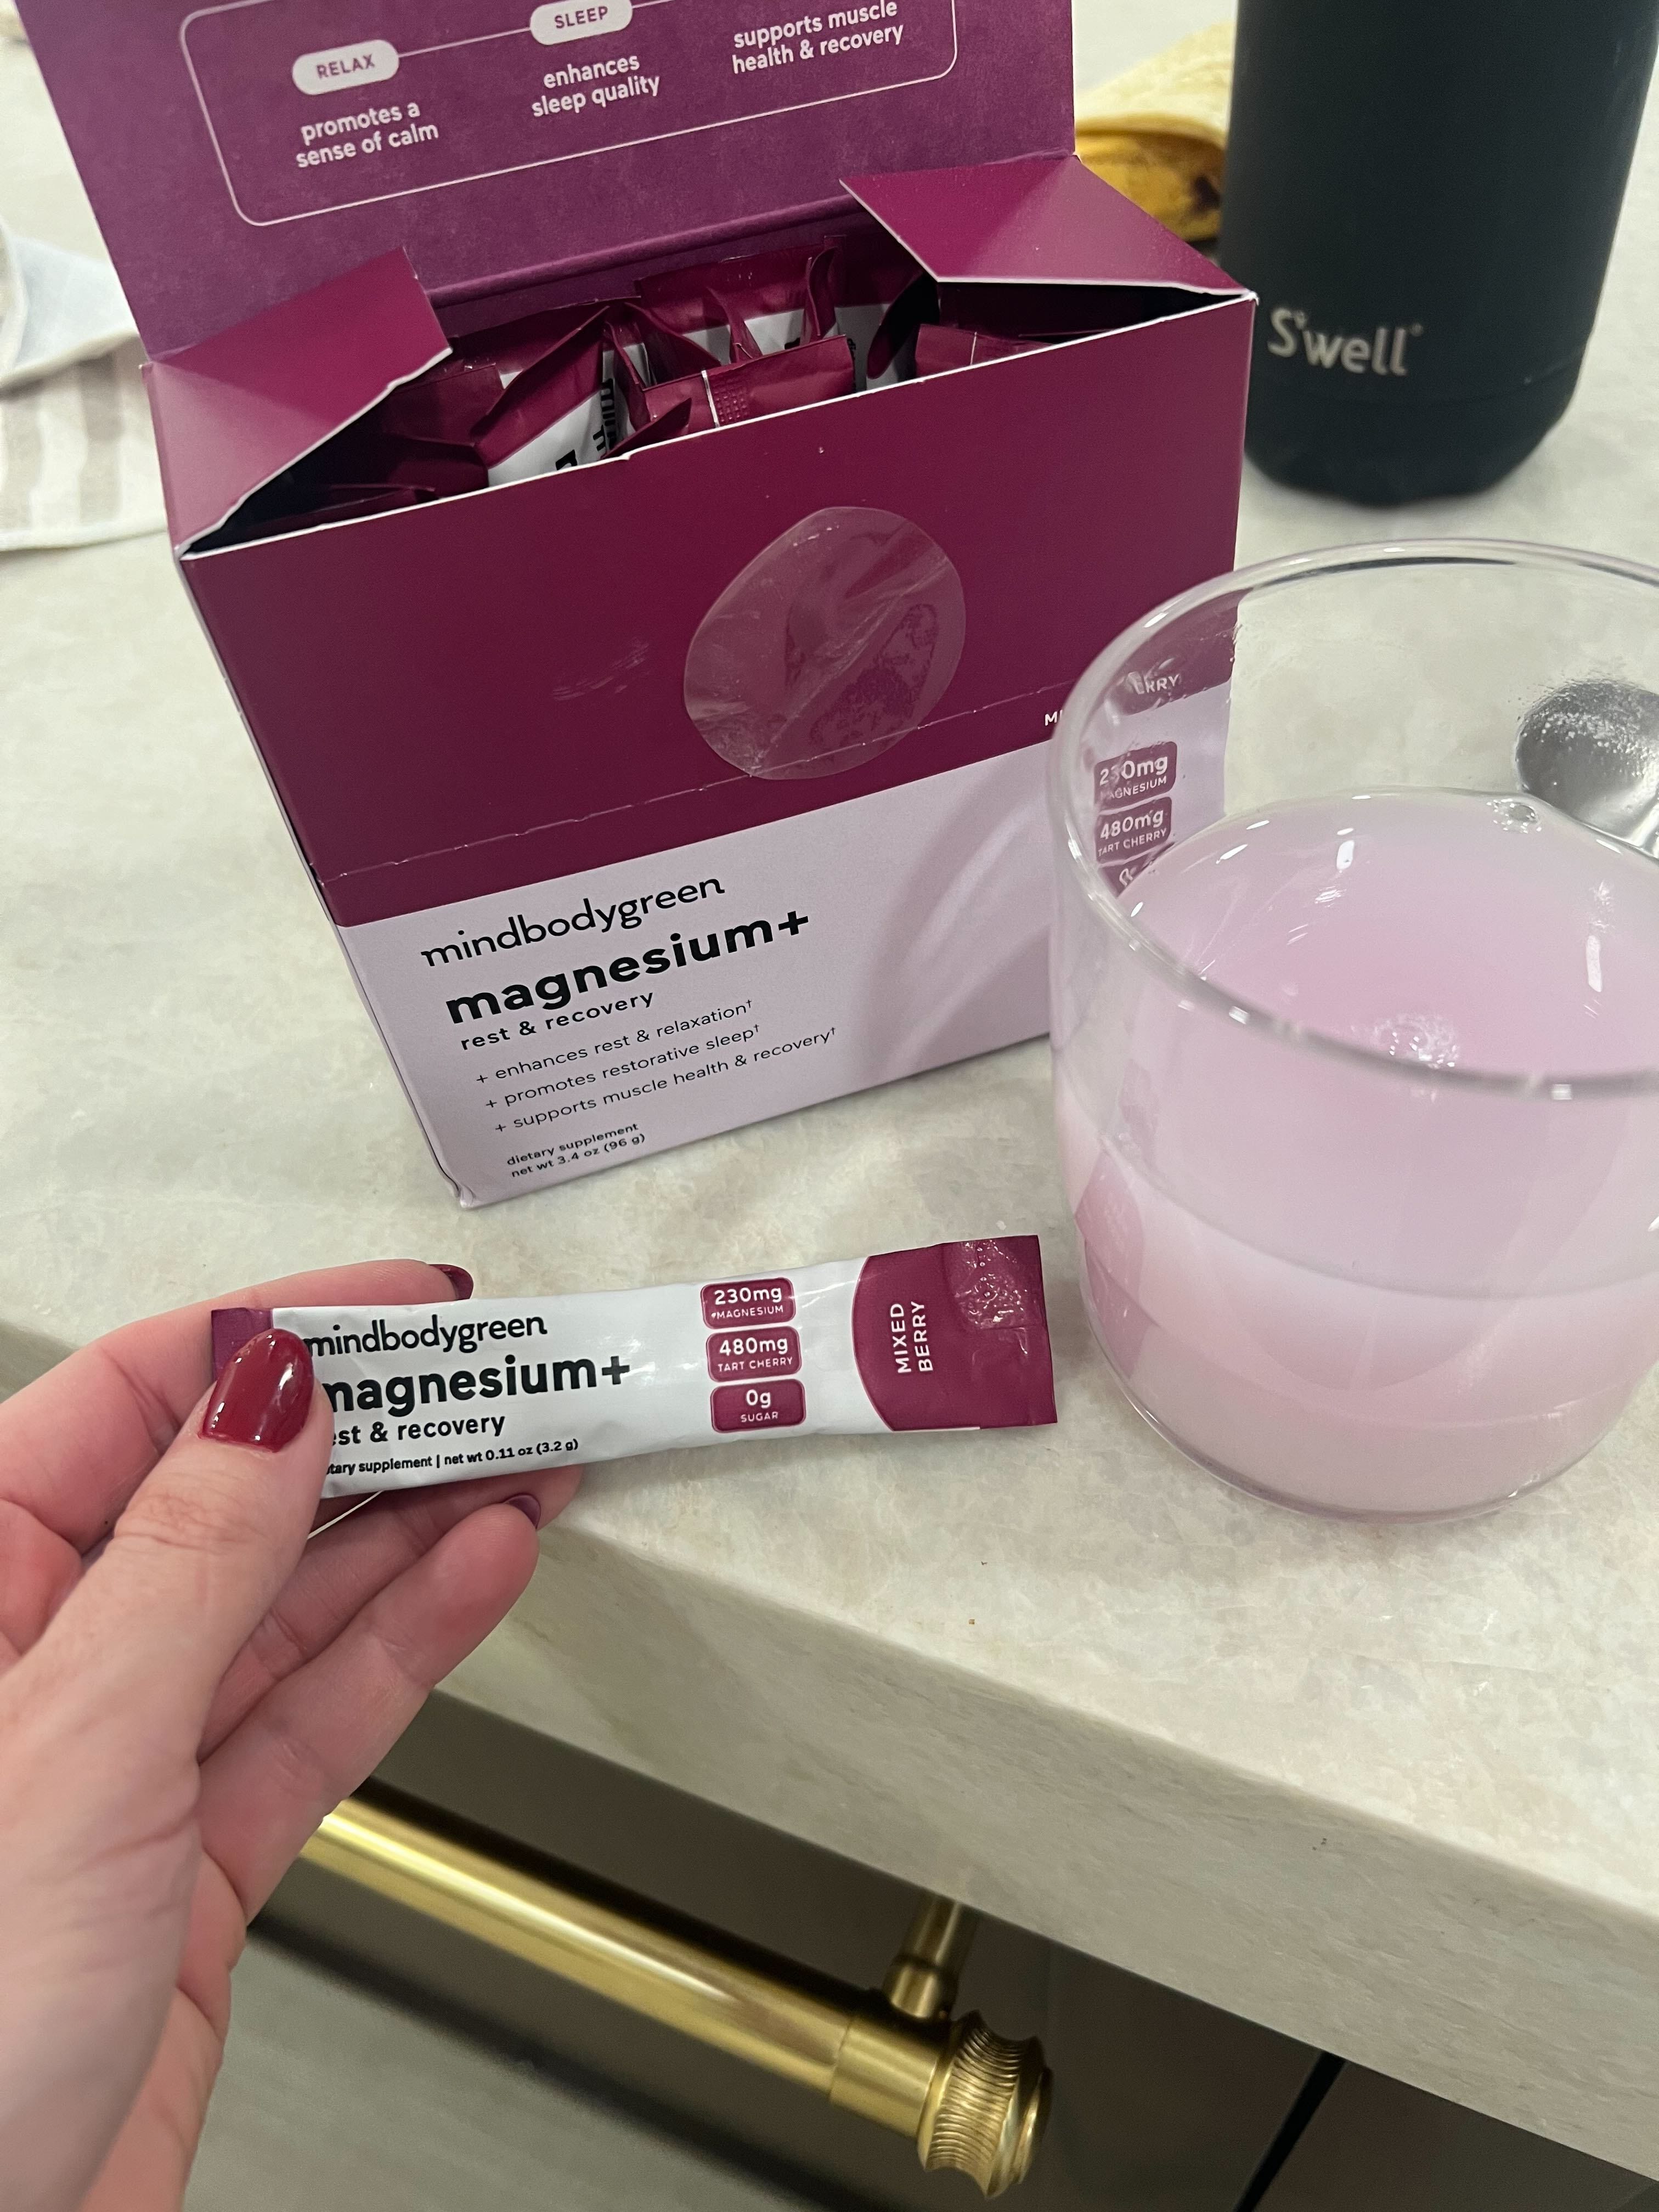 RELAX
promotes a
sense of calm
SLEEP
enhances
sleep quality
supports muscle
health & recovery
S'well®
mindbodygreen
magnesium+
rest & recovery
+ enhances rest & relaxation†
+ promotes restorative sleep†
+ supports muscle health & recovery†
dietary supplement
net wt 3.4 oz (96 g)
480mg
TART CHERRY
mindbodygreen
magnesium+
rest & recovery
supplement | net wt 0.11 oz (3.2 g)
230mg
MAGNESIUM
480mg
TART CHERRY
0g
SUGAR
MIXED
BERRY